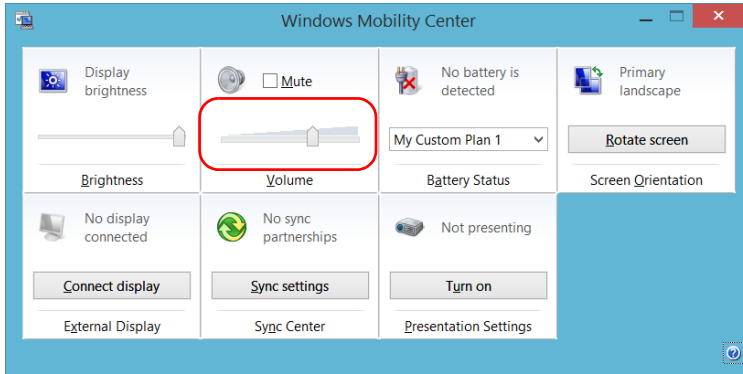 Windows Mobility Center
Display
brightness
Brightness
Mute
Volume
No battery is
detected
My Custom Plan 1
Battery Status
Primary
landscape
Rotate screen
Screen Orientation
No display
connected
Connect display
External Display
No sync
partnerships
Sync settings
Sync Center
Not presenting
Turn on
Presentation Settings
?